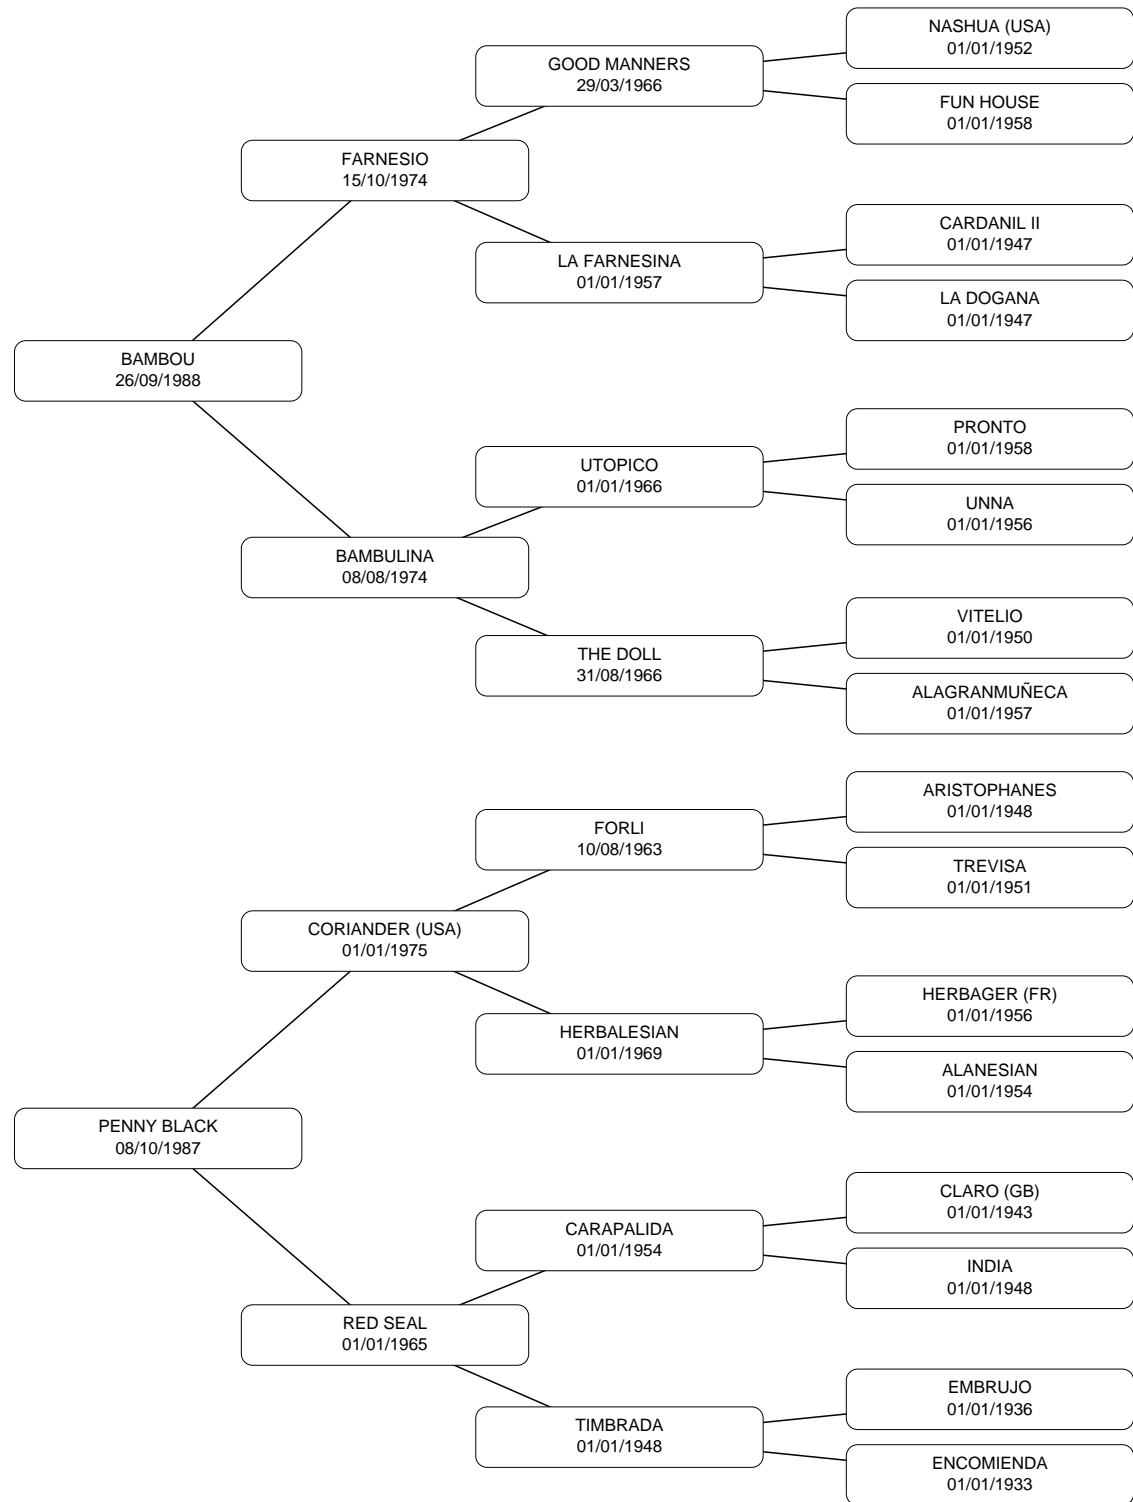 NASHUA (USA)
01/01/1952
GOOD MANNERS
29/03/1966
FUN HOUSE
01/01/1958
FARNESIO
15/10/1974
CARDANIL II
01/01/1947
LA FARNESINA
01/01/1957
LA DOGANA
01/01/1947
BAMBOU
26/09/1988
PRONTO
01/01/1958
UTOPICO
01/01/1966
UNNA
01/01/1956
BAMBULINA
08/08/1974
VITELIO
01/01/1950
THE DOLL
31/08/1966
ALAGRANMUÑECA
01/01/1957
ARISTOPHANES
01/01/1948
FORLI
10/08/1963
TREVISA
01/01/1951
CORIANDER (USA)
01/01/1975
HERBAGER (FR)
01/01/1956
HERBALESIAN
01/01/1969
ALANESIAN
01/01/1954
PENNY BLACK
08/10/1987
CLARO (GB)
01/01/1943
CARAPALIDA
01/01/1954
INDIA
01/01/1948
RED SEAL
01/01/1965
EMBRUJO
01/01/1936
TIMBRADA
01/01/1948
ENCOMIENDA
01/01/1933